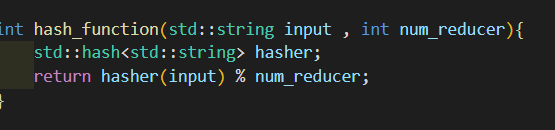 int hash_function(std::string input , int num_reducer){
std::hash<std::string> hasher;
return hasher(input) % num_reducer;
}